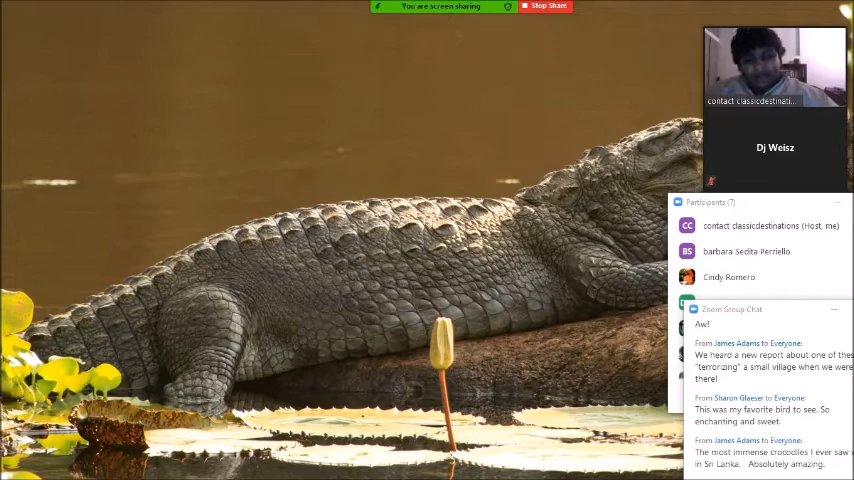 You are screen sharing
Stop Share
contact classicdestinati...
Dj Weisz
Participants (7)
CC contact classicdestinations (Host, me)
BS barbara Sedita Perriello
Cindy Romero
Zoom Group Chat
Aw!
From James Adams to Everyone:
We heard a new report about one of thes
"terrorizing" a small village when we were
there!
From Sharon Glaeser to Everyone:
This was my favorite bird to see. So
enchanting and sweet.
From James Adams to Everyone:
The most immense crocodiles I ever saw w
in Sri Lanka. Absolutely amazing.